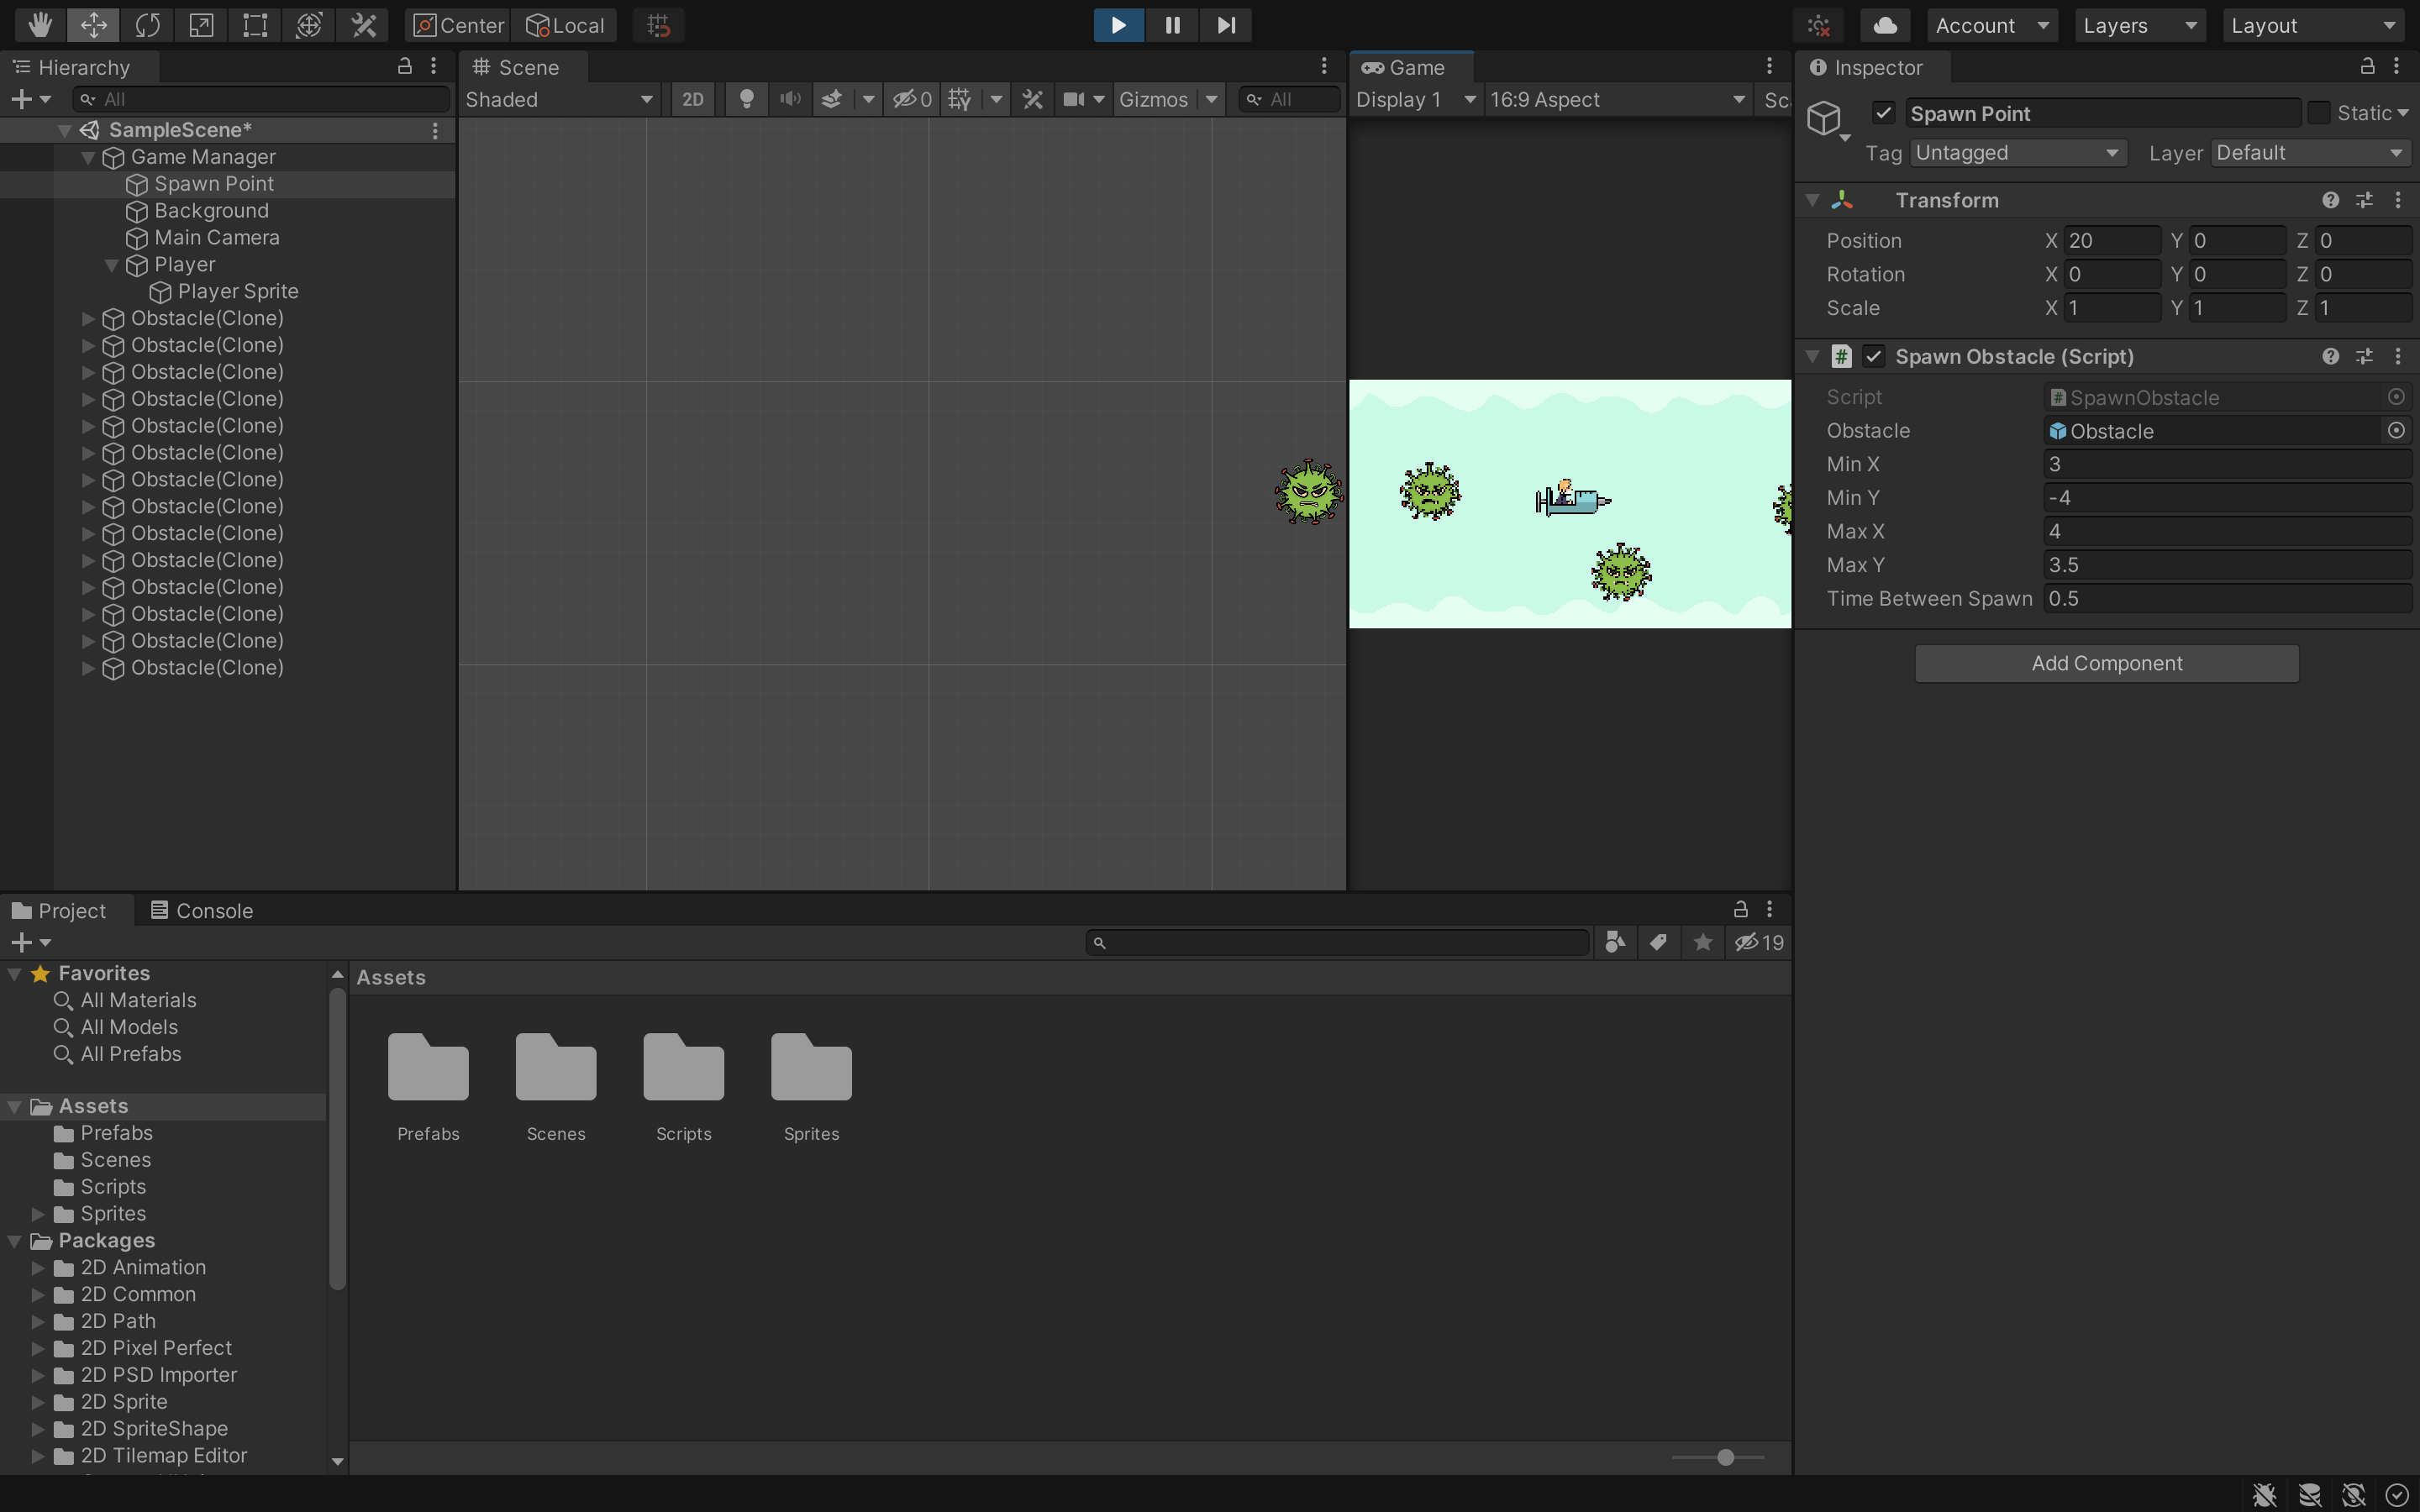 Center Local Account Layers Layout
Hierarchy
All
SampleScene*
Game Manager
Spawn Point
Background
Main Camera
Player
Player Sprite
Obstacle(Clone)
Obstacle(Clone)
Obstacle(Clone)
Obstacle(Clone)
Obstacle(Clone)
Obstacle(Clone)
Obstacle(Clone)
Obstacle(Clone)
Obstacle(Clone)
Obstacle(Clone)
Obstacle(Clone)
Obstacle(Clone)
Obstacle(Clone)
Obstacle(Clone)
Scene
Shaded 2D 0 Gizmos All
Game
Display 1 16:9 Aspect Sc
Inspector
Spawn Point Static
Tag Untagged Layer Default
Transform
Position X 20 Y 0 Z 0
Rotation X 0 Y 0 Z 0
Scale X 1 Y 1 Z 1
# Spawn Obstacle (Script)
Script # SpawnObstacle
Obstacle Obstacle
Min X 3
Min Y -4
Max X 4
Max Y 3.5
Time Between Spawn 0.5
Add Component
Project Console
19
Favorites
All Materials
All Models
All Prefabs
Assets
Prefabs
Scenes
Scripts
Sprites
Packages
2D Animation
2D Common
2D Path
2D Pixel Perfect
2D PSD Importer
2D Sprite
2D SpriteShape
2D Tilemap Editor
Assets
Prefabs Scenes Scripts Sprites